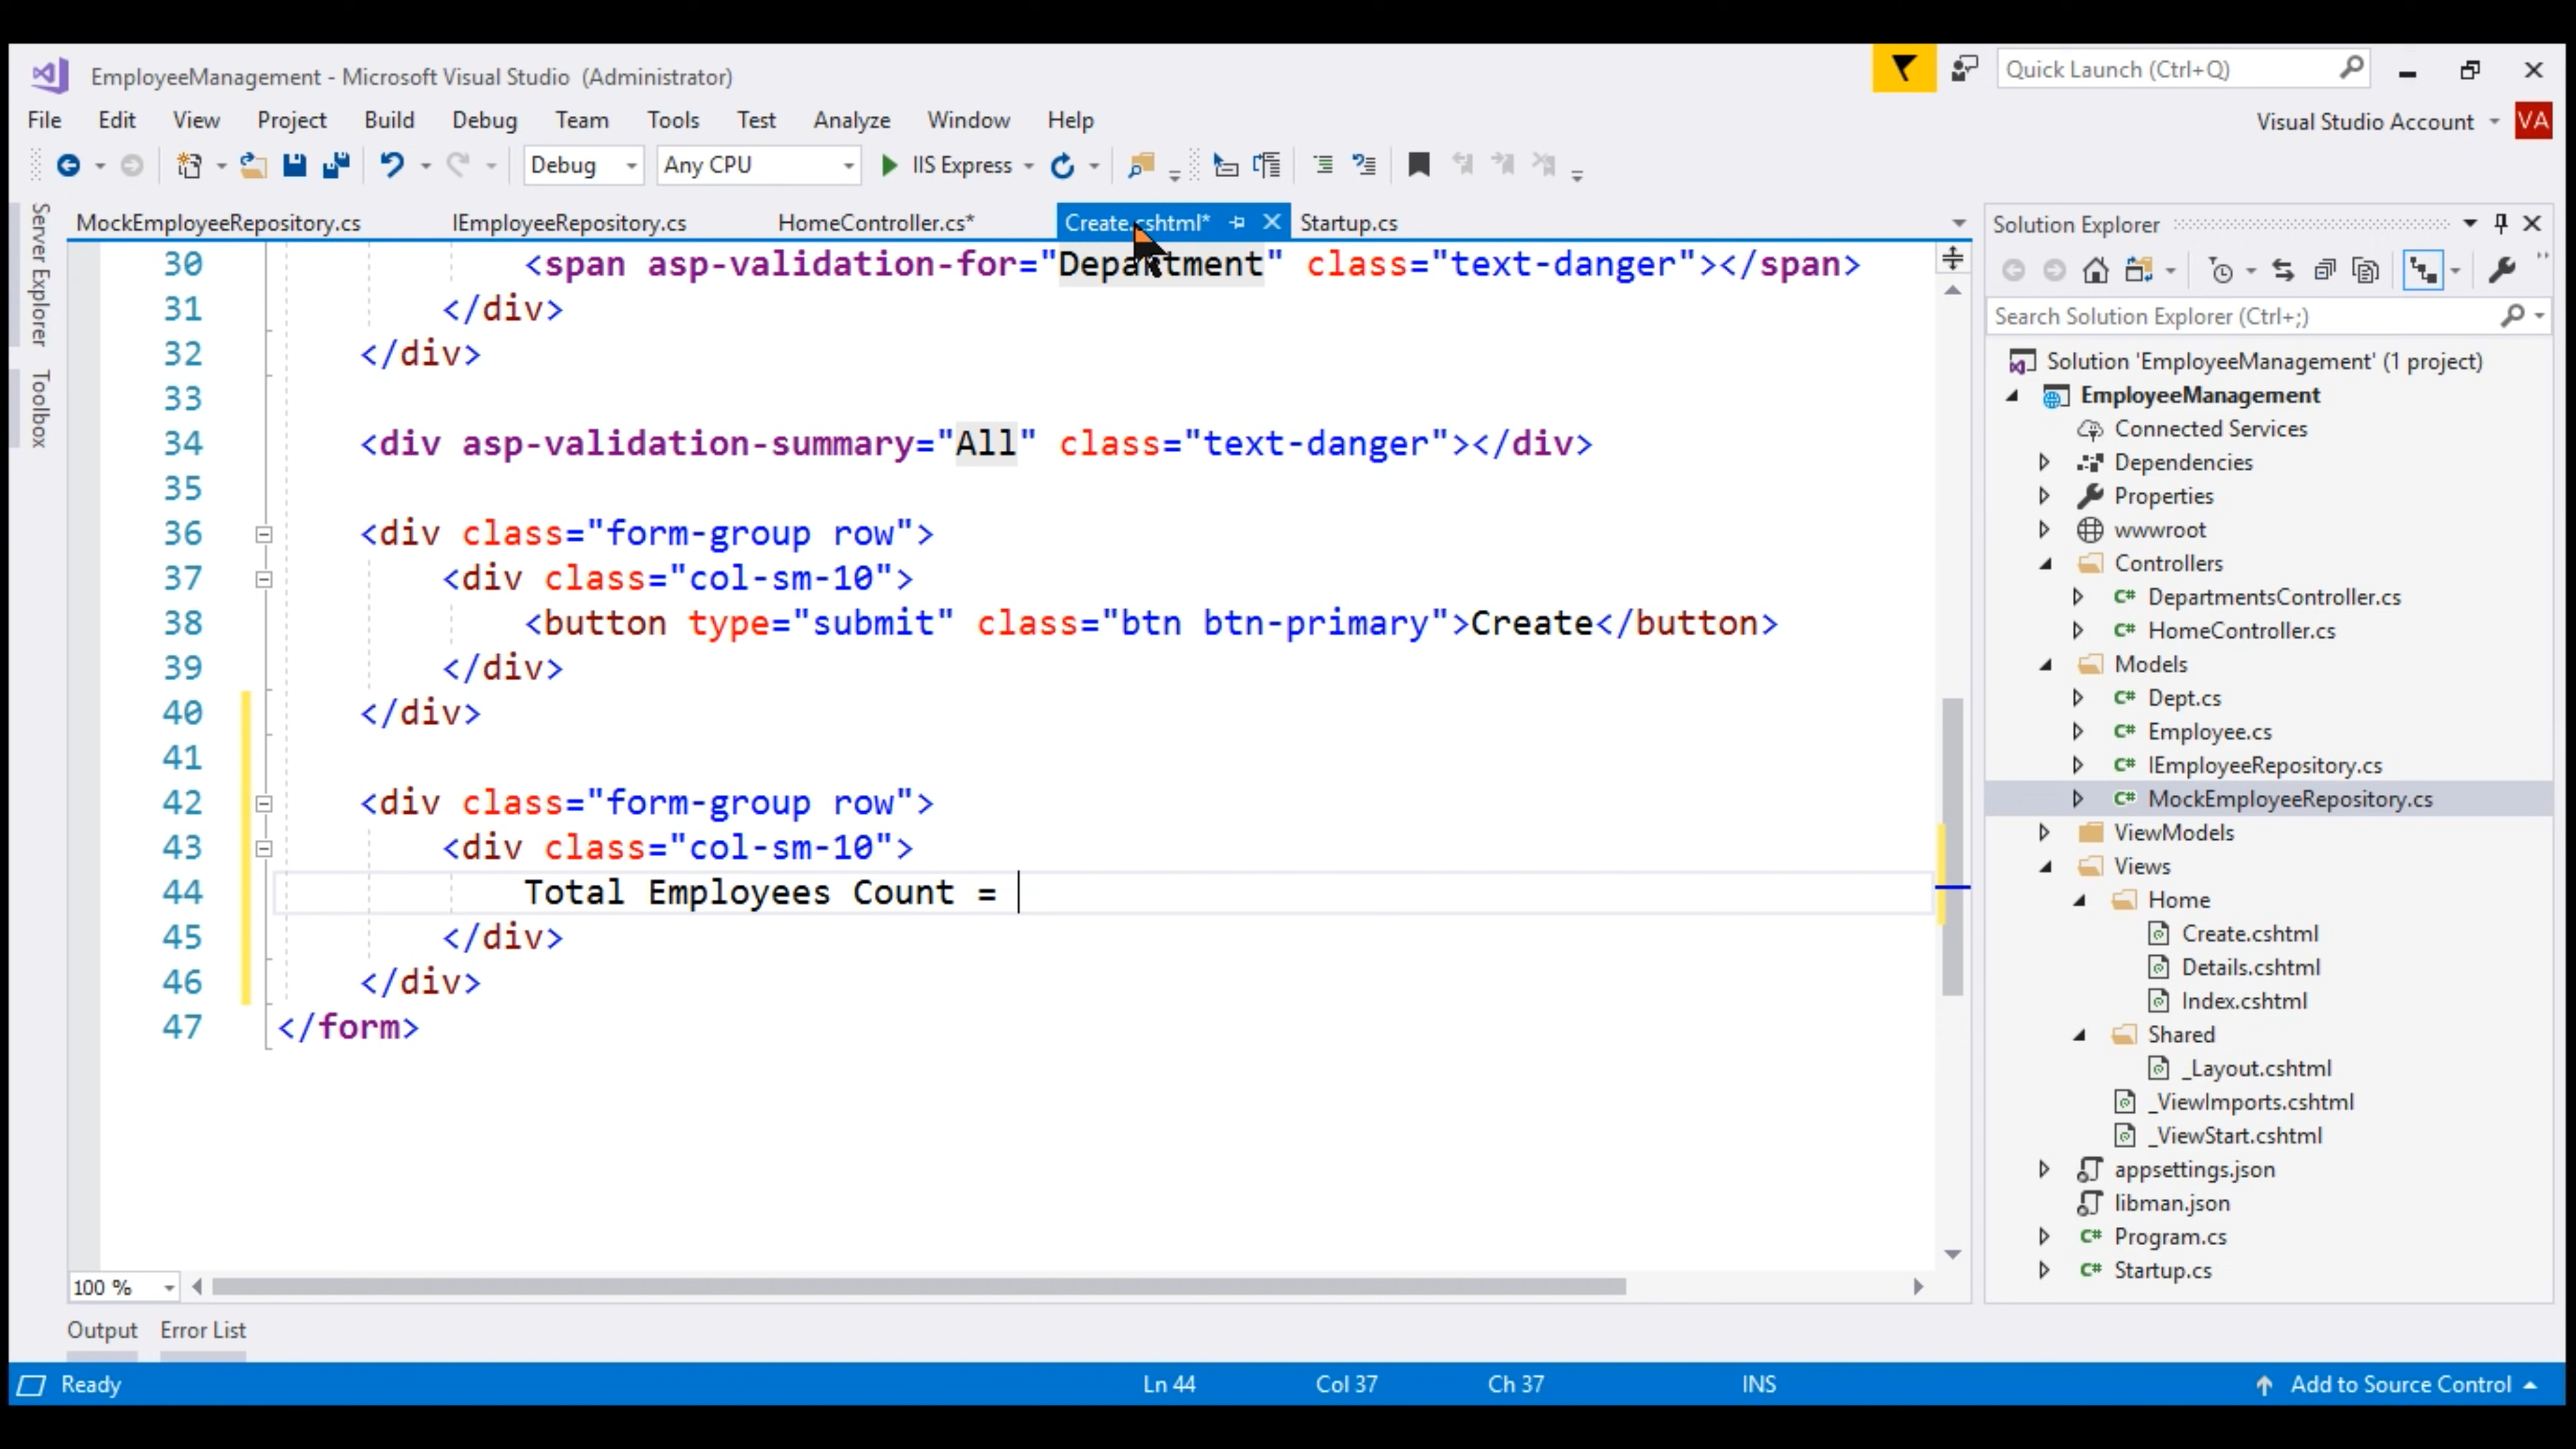 EmployeeManagement - Microsoft Visual Studio (Administrator)
Quick Launch (Ctrl+Q)
File Edit View Project Build Debug Team Tools Test Analyze Window Help
Visual Studio Account VA
Debug Any CPU IIS Express
MockEmployeeRepository.cs IEmployeeRepository.cs HomeController.cs* Create.cshtml* Startup.cs
Server Explorer
Toolbox
30 <span asp-validation-for="Department" class="text-danger"></span>
31 </div>
32 </div>
33
34 <div asp-validation-summary="All" class="text-danger"></div>
35
36 <div class="form-group row">
37 <div class="col-sm-10">
38 <button type="submit" class="btn btn-primary">Create</button>
39 </div>
40 </div>
41
42 <div class="form-group row">
43 <div class="col-sm-10">
44 Total Employees Count =
45 </div>
46 </div>
47 </form>
100 %
Solution Explorer
Search Solution Explorer (Ctrl+;)
Solution 'EmployeeManagement' (1 project)
EmployeeManagement
Connected Services
Dependencies
Properties
wwwroot
Controllers
C# DepartmentsController.cs
C# HomeController.cs
Models
C# Dept.cs
C# Employee.cs
C# IEmployeeRepository.cs
C# MockEmployeeRepository.cs
ViewModels
Views
Home
Create.cshtml
Details.cshtml
Index.cshtml
Shared
_Layout.cshtml
_ViewImports.cshtml
_ViewStart.cshtml
appsettings.json
libman.json
C# Program.cs
C# Startup.cs
Output Error List
Ready Ln 44 Col 37 Ch 37 INS Add to Source Control